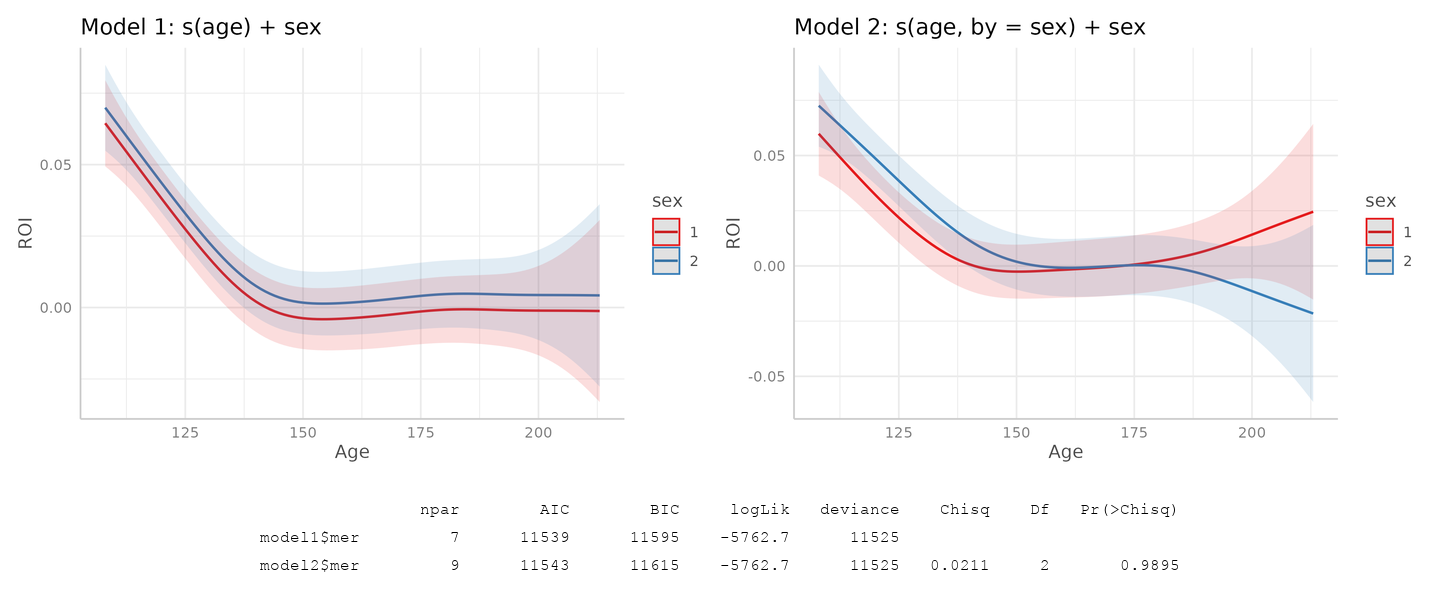 Model 1: s(age) + sex
0.05
0.00
ROI
125 150 175 200
Age
sex
1
2
Model 2: s(age, by = sex) + sex
0.05
0.00
-0.05
ROI
125 150 175 200
Age
sex
1
2
npar AIC BIC logLik deviance Chisq Df Pr(>Chisq)
model1$mer 7 11539 11595 -5762.7 11525
model2$mer 9 11543 11615 -5762.7 11525 0.0211 2 0.9895